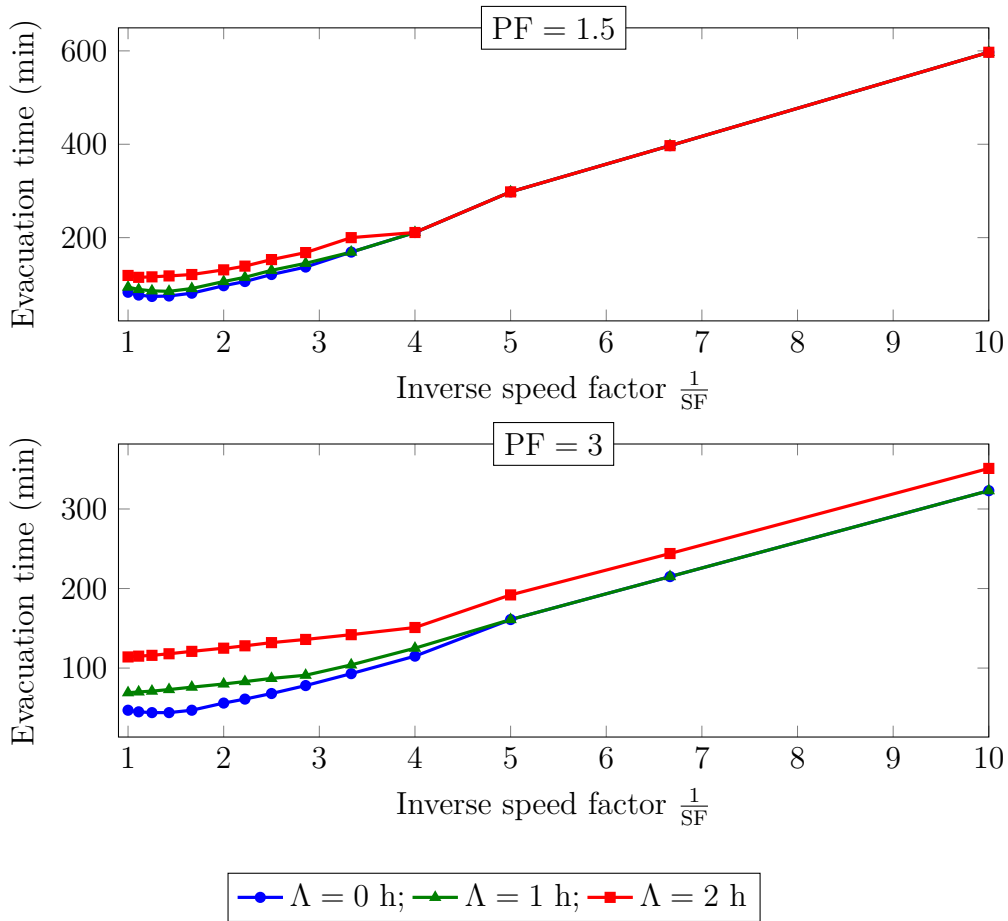 PF = 1.5
Evacuation time (min)
600
400
200
1 2 3 4 5 6 7 8 9 10
Inverse speed factor 1/SF
PF = 3
Evacuation time (min)
300
200
100
1 2 3 4 5 6 7 8 9 10
Inverse speed factor 1/SF
Λ = 0 h; Λ = 1 h; Λ = 2 h